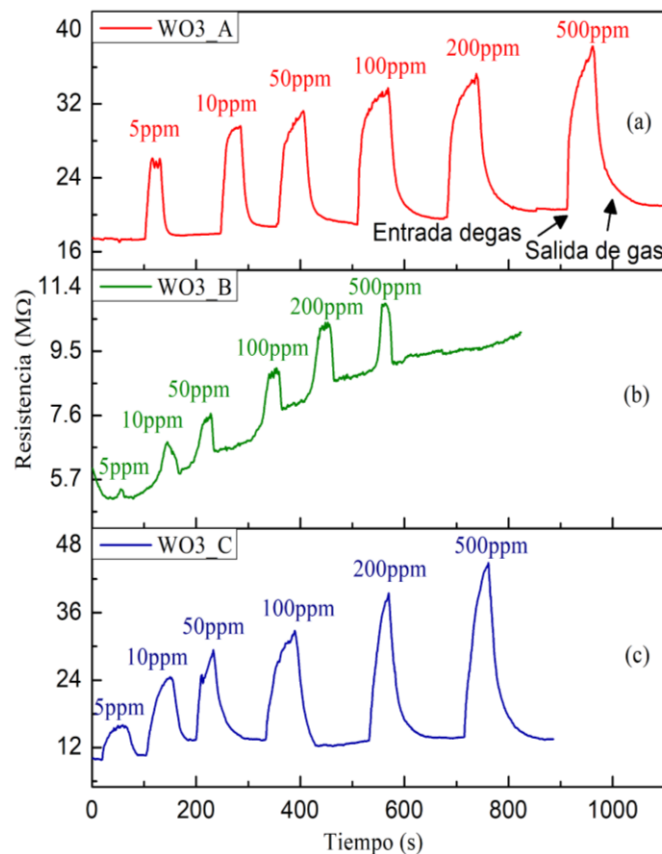 WO3_A
5ppm
10ppm
50ppm
100ppm
200ppm
500ppm
(a)
Entrada degas
Salida de gas
40
32
24
16
WO3_B
5ppm
10ppm
50ppm
100ppm
200ppm
500ppm
(b)
11.4
9.5
7.6
5.7
Resistencia (MΩ)
WO3_C
5ppm
10ppm
50ppm
100ppm
200ppm
500ppm
(c)
48
36
24
12
0 200 400 600 800 1000
Tiempo (s)